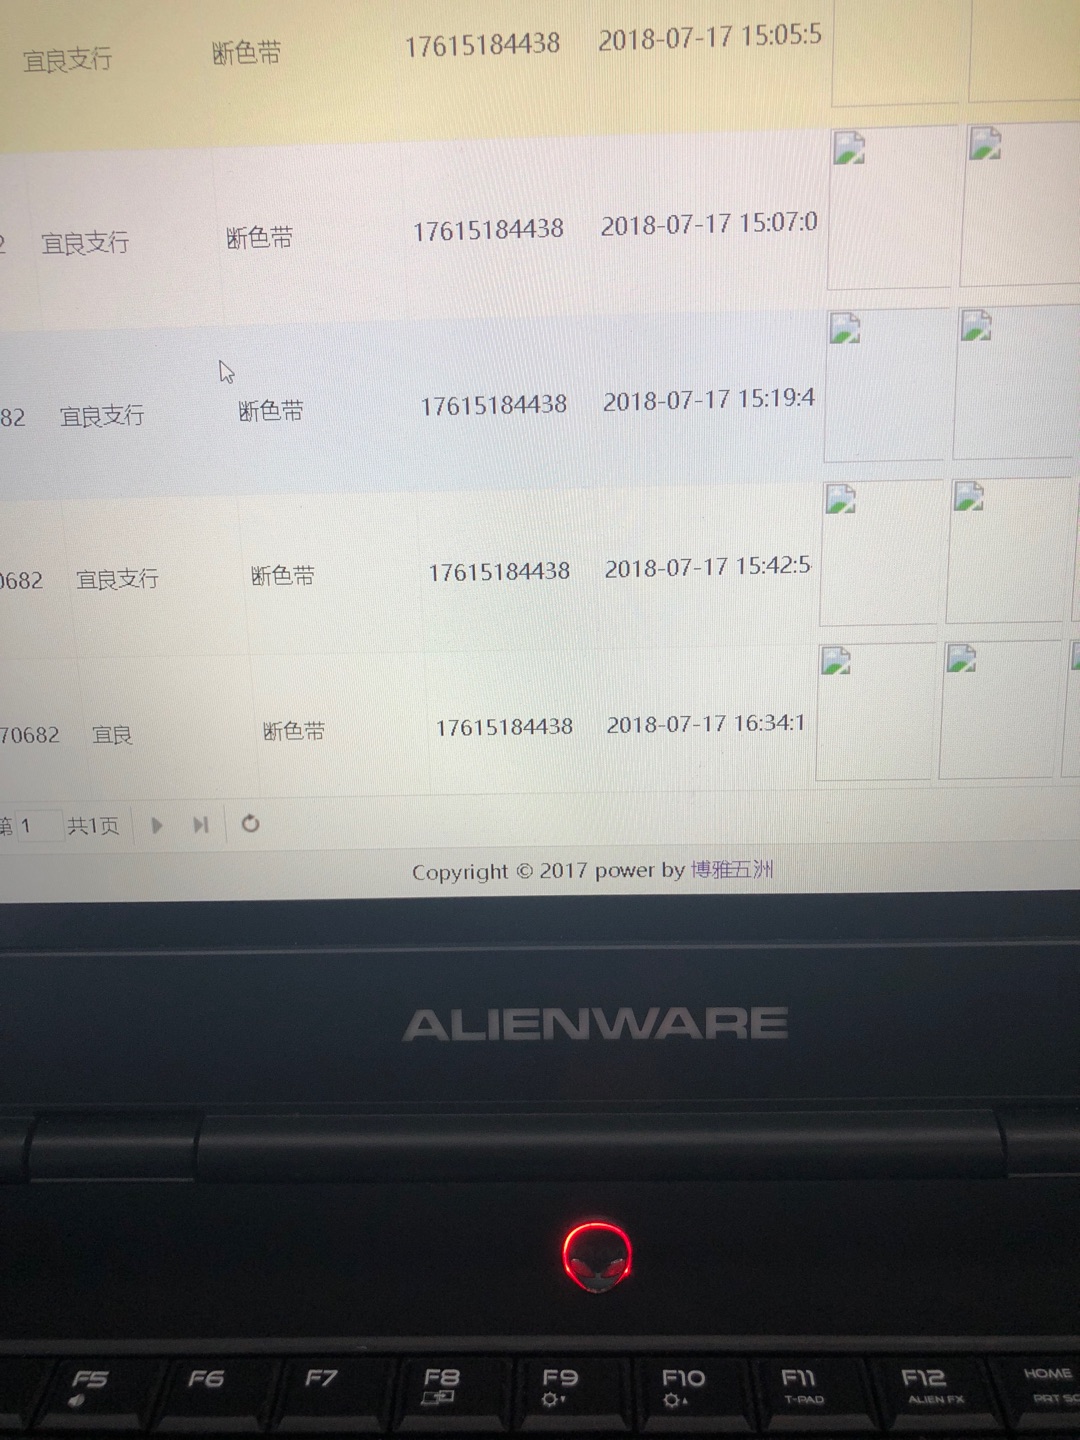 宜良支行 断色带 17615184438 2018-07-17 15:05:5
2 宜良支行 断色带 17615184438 2018-07-17 15:07:0
82 宜良支行 断色带 17615184438 2018-07-17 15:19:4
0682 宜良支行 断色带 17615184438 2018-07-17 15:42:5
70682 宜良 断色带 17615184438 2018-07-17 16:34:1
第 1 共1页
Copyright © 2017 power by 博雅五洲
ALIENWARE
F5 F6 F7 F8 F9 F10 F11 F12 HOME
T-PAD ALIEN FX PRT SC